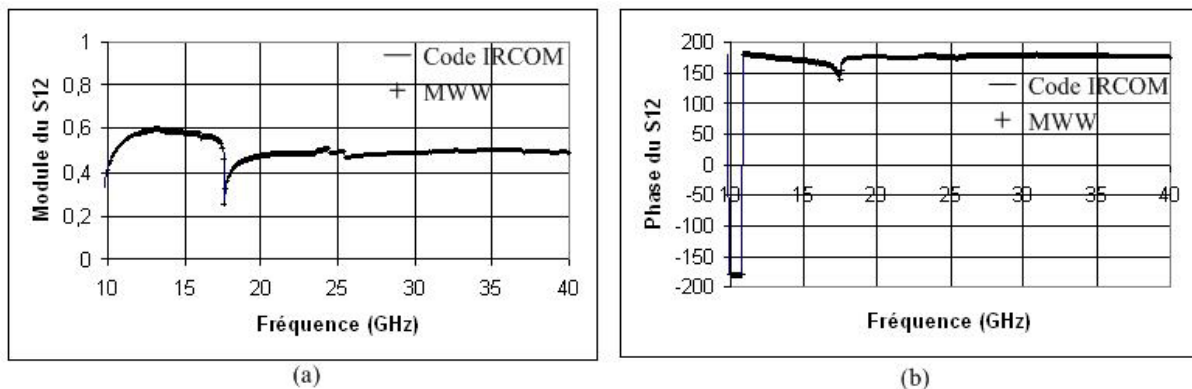 1
0,8
0,6
0,4
0,2
0
Module du S12
Code IRCOM
MWW
10 15 20 25 30 35 40
Fréquence (GHz)
(a)
200
150
100
50
0
-50
-100
-150
-200
Phase du S12
Code IRCOM
MWW
10 15 20 25 30 35 40
Fréquence (GHz)
(b)